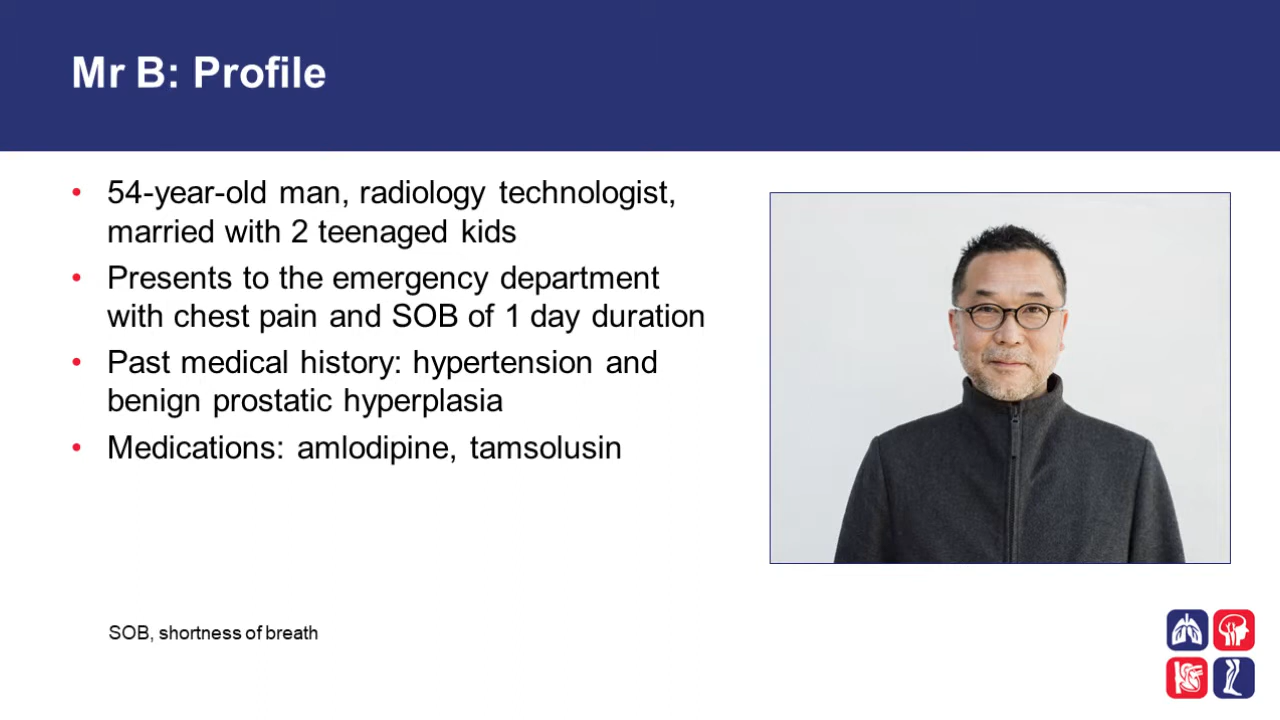 Mr B: Profile
• 54-year-old man, radiology technologist,
married with 2 teenaged kids
• Presents to the emergency department
with chest pain and SOB of 1 day duration
• Past medical history: hypertension and
benign prostatic hyperplasia
• Medications: amlodipine, tamsolusin
SOB, shortness of breath